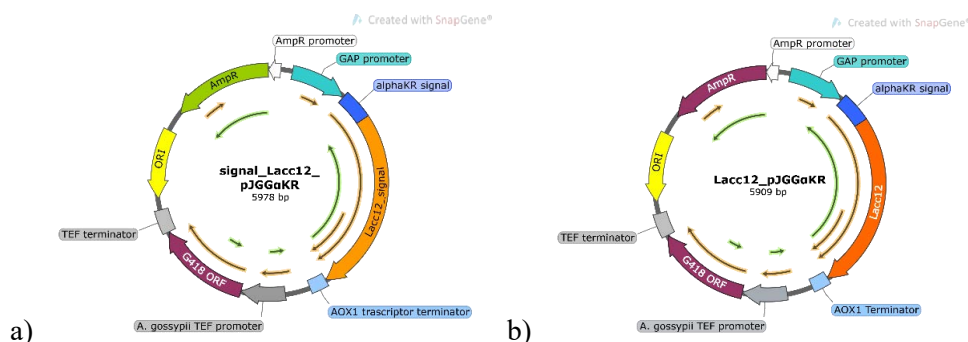 Created with SnapGene®
AmpR promoter
GAP promoter
alphaKR signal
AmpR
ORI
signal_Lacc12_
pJGGαKR
5978 bp
Lacc12_signal
TEF terminator
G418 ORF
A. gossypii TEF promoter
AOX1 trascriptor terminator
a)
Created with SnapGene®
AmpR promoter
GAP promoter
alphaKR signal
AmpR
ORI
Lacc12_pJGGαKR
5909 bp
Lacc12
TEF terminator
G418 ORF
A. gossypii TEF promoter
AOX1 Terminator
b)